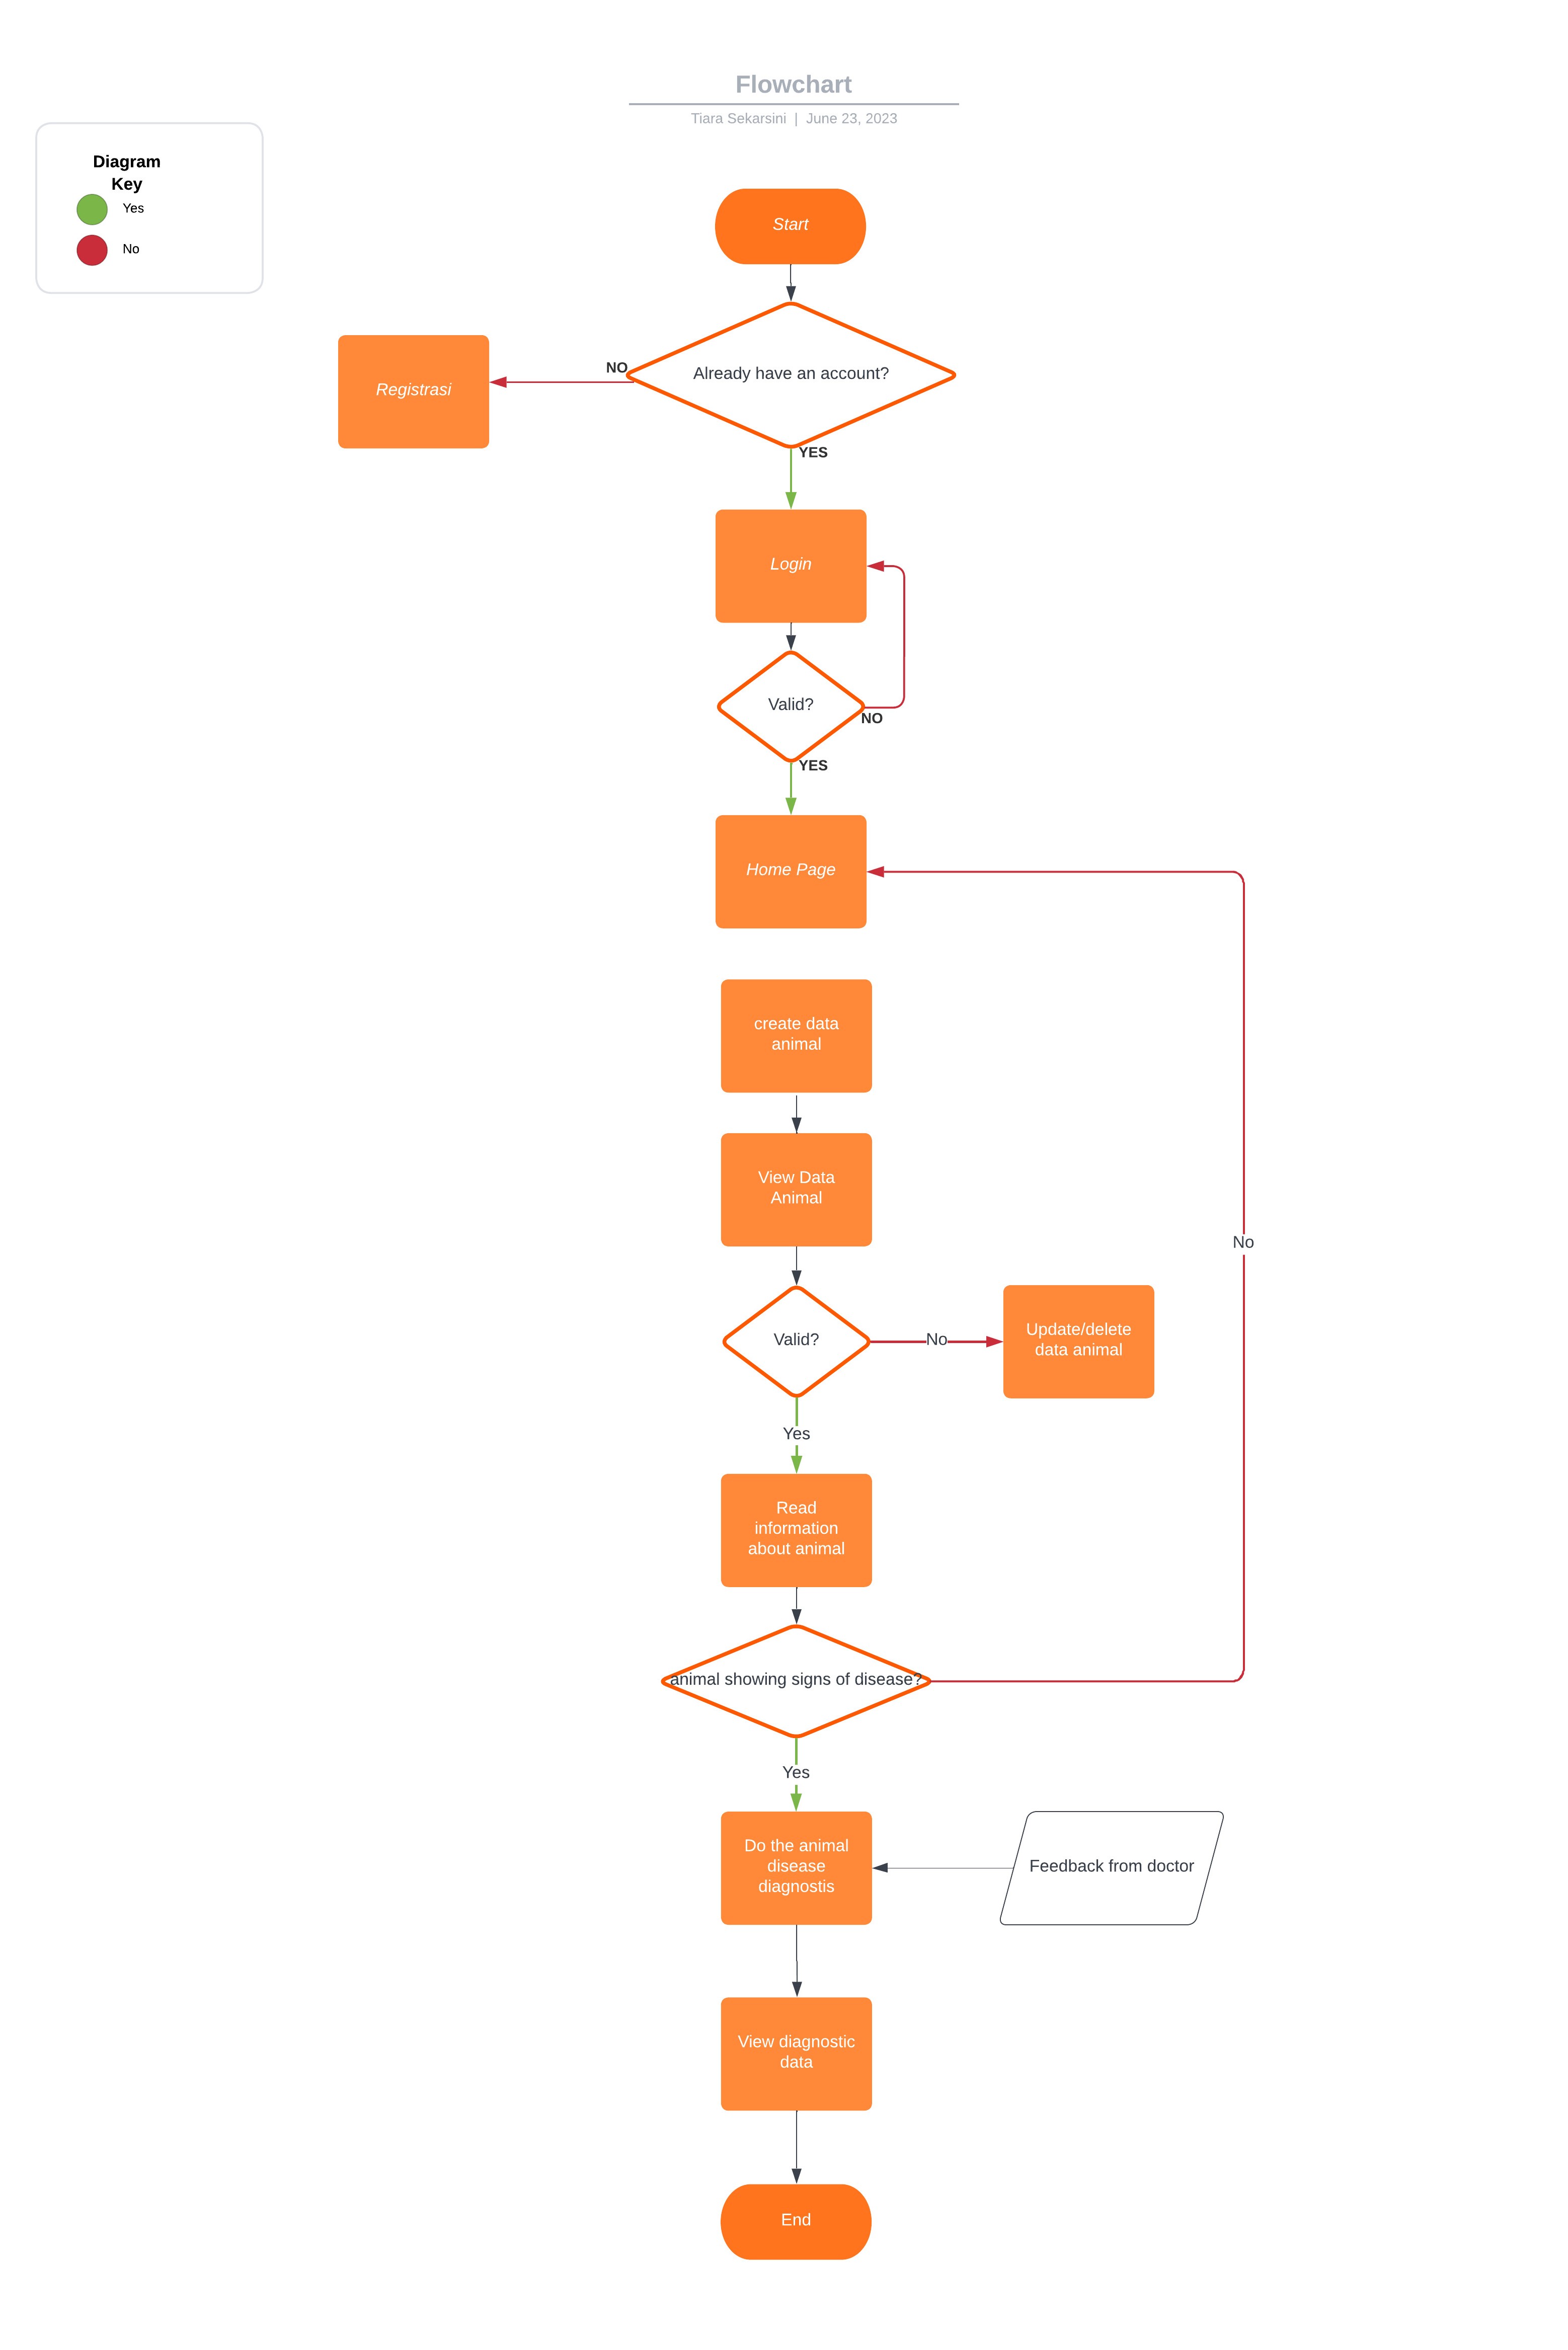 Flowchart
Tiara Sekarsini | June 23, 2023
Diagram
Key
Yes
No
Start
Already have an account?
NO
Registrasi
YES
Login
Valid?
NO
YES
Home Page
create data
animal
View Data
Animal
No
Valid?
No
Update/delete
data animal
Yes
Read
information
about animal
animal showing signs of disease?
Yes
Do the animal
disease
diagnostis
Feedback from doctor
View diagnostic
data
End